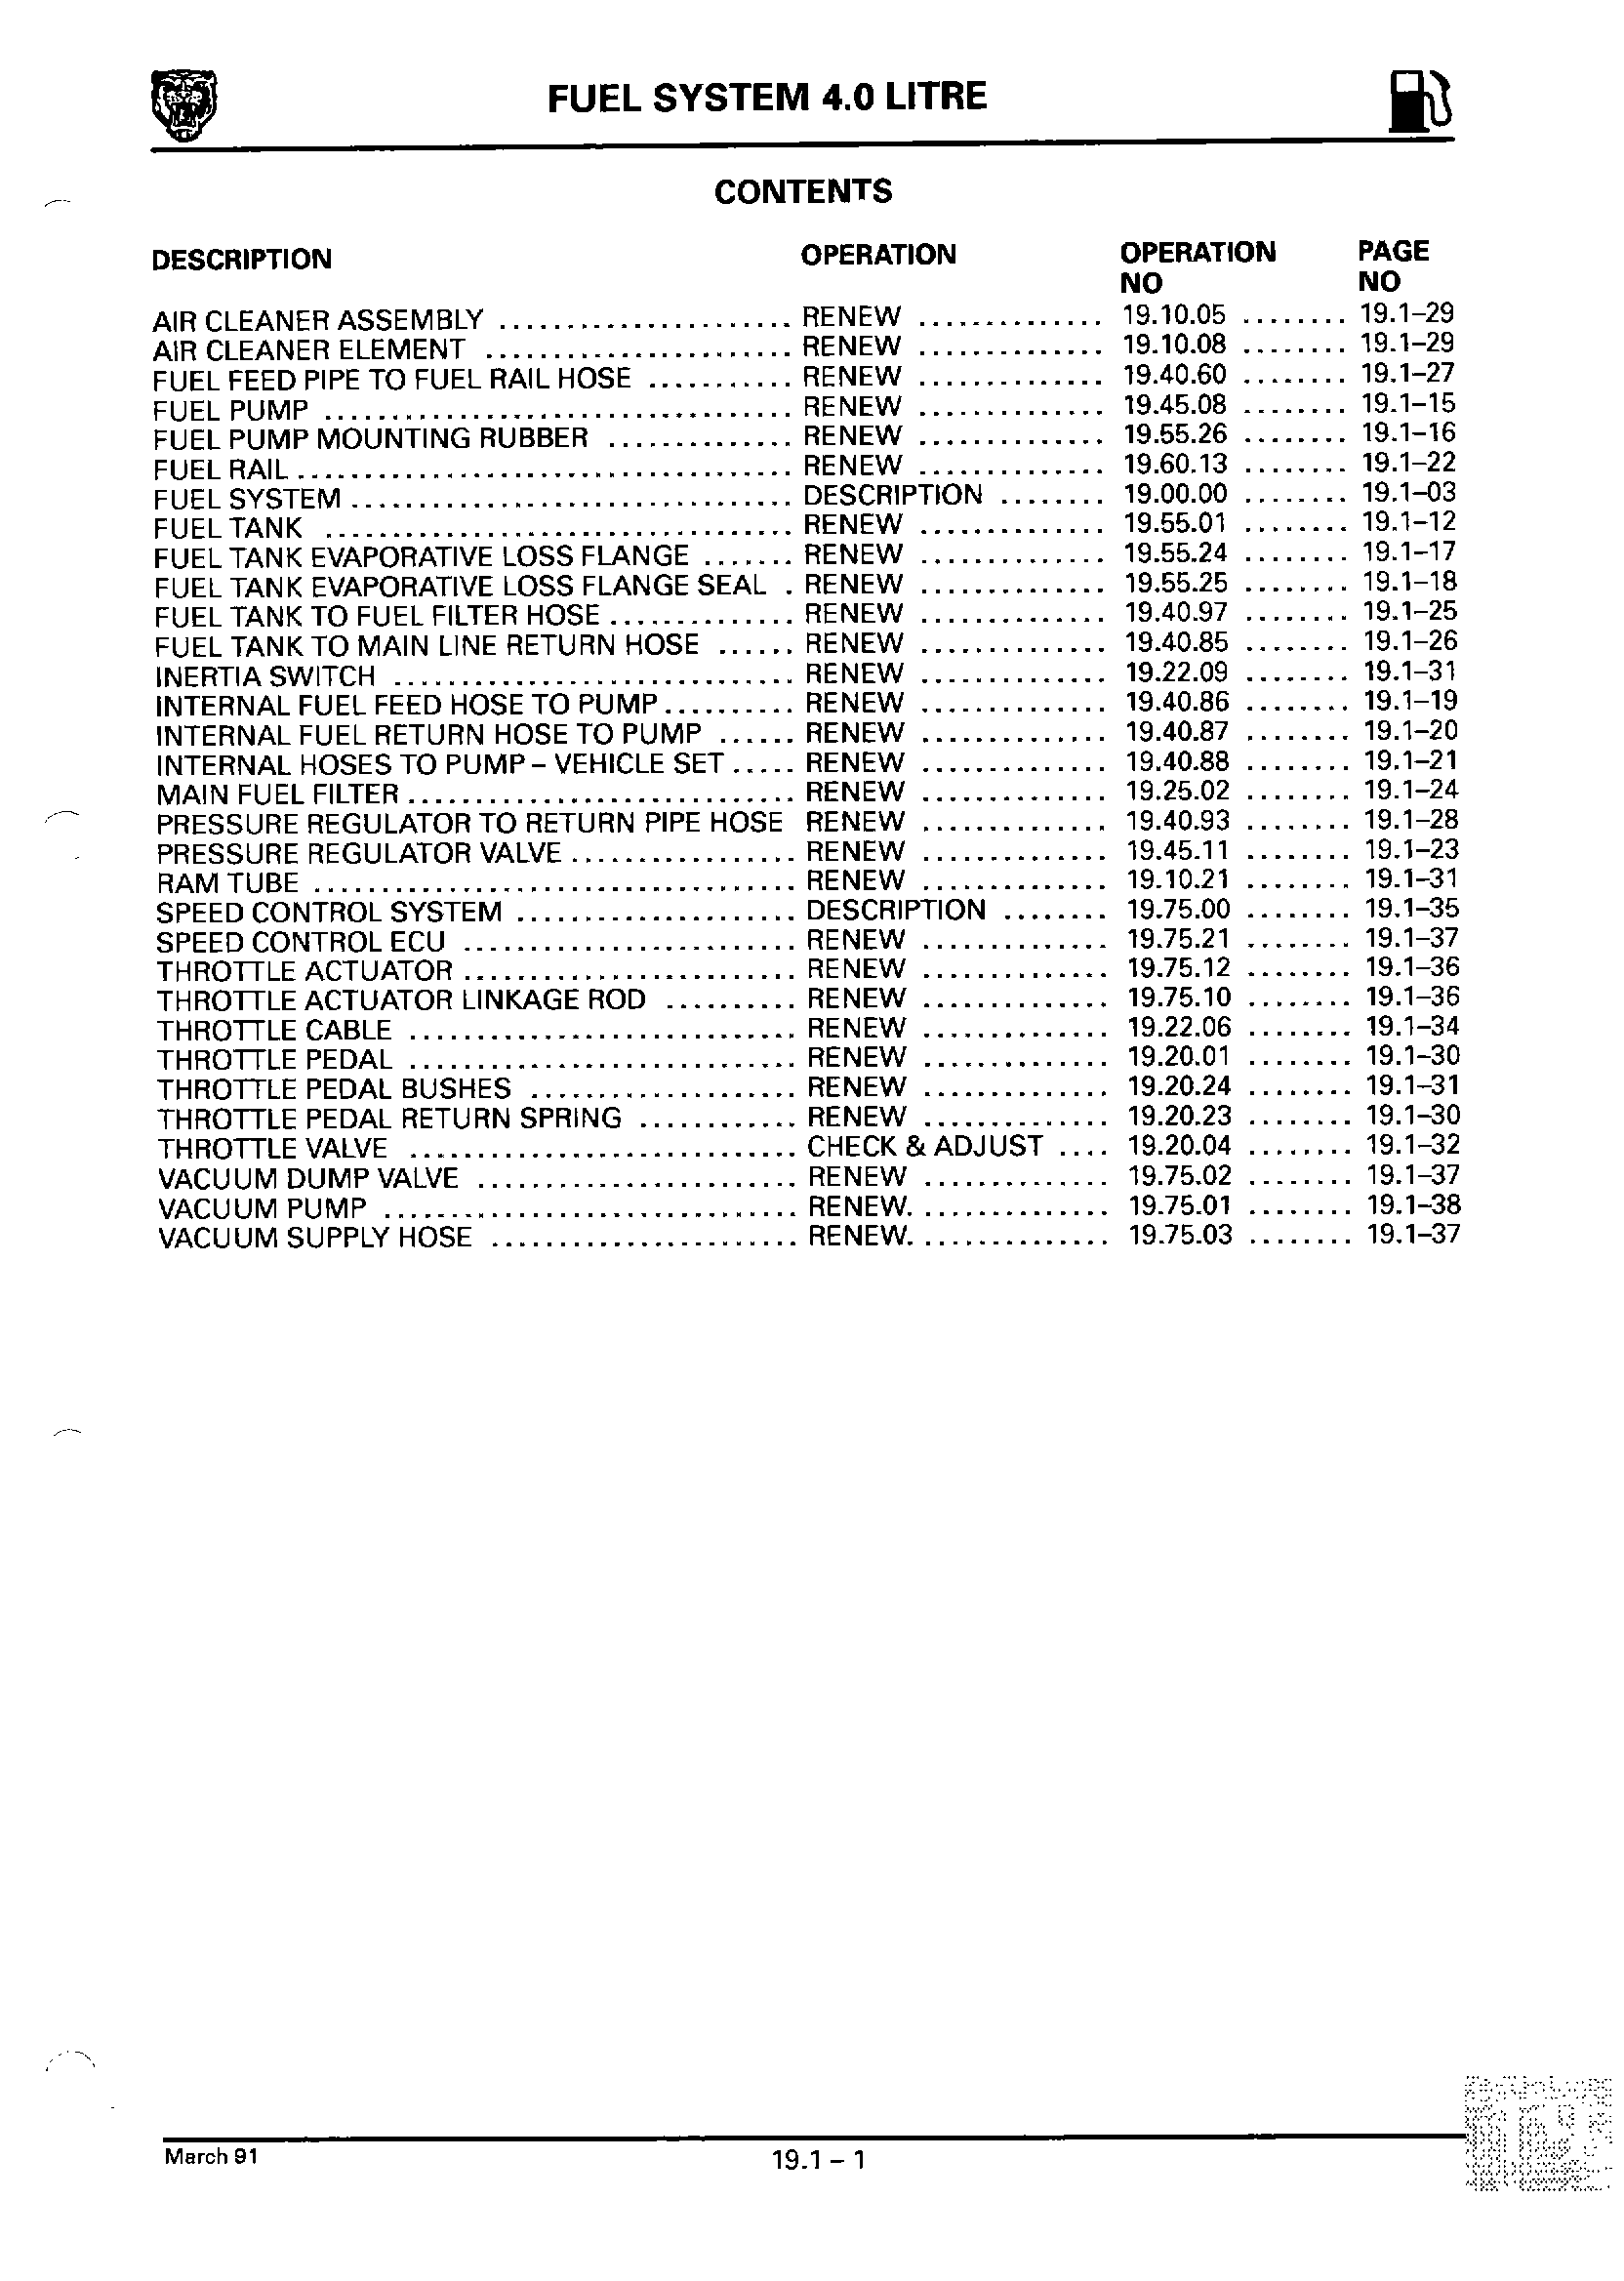 FUEL SYSTEM 4.0 LITRE
CONTENTS
DESCRIPTION OPERATION OPERATION NO PAGE NO
AIR CLEANER ASSEMBLY ...................... RENEW .............. 19.10.05 ........ 19.1–29
AIR CLEANER ELEMENT ....................... RENEW .............. 19.10.08 ........ 19.1–29
FUEL FEED PIPE TO FUEL RAIL HOSE ........... RENEW .............. 19.40.60 ........ 19.1–27
FUEL PUMP ................................... RENEW .............. 19.45.08 ........ 19.1–15
FUEL PUMP MOUNTING RUBBER .............. RENEW .............. 19.55.26 ........ 19.1–16
FUEL RAIL ..................................... RENEW .............. 19.60.13 ........ 19.1–22
FUEL SYSTEM ................................. DESCRIPTION ........ 19.00.00 ........ 19.1–03
FUEL TANK ................................... RENEW .............. 19.55.01 ........ 19.1–12
FUEL TANK EVAPORATIVE LOSS FLANGE ....... RENEW .............. 19.55.24 ........ 19.1–17
FUEL TANK EVAPORATIVE LOSS FLANGE SEAL . RENEW .............. 19.55.25 ........ 19.1–18
FUEL TANK TO FUEL FILTER HOSE .............. RENEW .............. 19.40.97 ........ 19.1–25
FUEL TANK TO MAIN LINE RETURN HOSE ...... RENEW .............. 19.40.85 ........ 19.1–26
INERTIA SWITCH .............................. RENEW .............. 19.22.09 ........ 19.1–31
INTERNAL FUEL FEED HOSE TO PUMP .......... RENEW .............. 19.40.86 ........ 19.1–19
INTERNAL FUEL RETURN HOSE TO PUMP ...... RENEW .............. 19.40.87 ........ 19.1–20
INTERNAL HOSES TO PUMP – VEHICLE SET ..... RENEW .............. 19.40.88 ........ 19.1–21
MAIN FUEL FILTER ............................. RENEW .............. 19.25.02 ........ 19.1–24
PRESSURE REGULATOR TO RETURN PIPE HOSE RENEW .............. 19.40.93 ........ 19.1–28
PRESSURE REGULATOR VALVE ................. RENEW .............. 19.45.11 ........ 19.1–23
RAM TUBE .................................... RENEW .............. 19.10.21 ........ 19.1–31
SPEED CONTROL SYSTEM ..................... DESCRIPTION ........ 19.75.00 ........ 19.1–35
SPEED CONTROL ECU ......................... RENEW .............. 19.75.21 ........ 19.1–37
THROTTLE ACTUATOR ......................... RENEW .............. 19.75.12 ........ 19.1–36
THROTTLE ACTUATOR LINKAGE ROD .......... RENEW .............. 19.75.10 ........ 19.1–36
THROTTLE CABLE ............................. RENEW .............. 19.22.06 ........ 19.1–34
THROTTLE PEDAL ............................. RENEW .............. 19.20.01 ........ 19.1–30
THROTTLE PEDAL BUSHES .................... RENEW .............. 19.20.24 ........ 19.1–31
THROTTLE PEDAL RETURN SPRING ............ RENEW .............. 19.20.23 ........ 19.1–30
THROTTLE VALVE ............................. CHECK & ADJUST .... 19.20.04 ........ 19.1–32
VACUUM DUMP VALVE ........................ RENEW .............. 19.75.02 ........ 19.1–37
VACUUM PUMP ............................... RENEW. .............. 19.75.01 ........ 19.1–38
VACUUM SUPPLY HOSE ....................... RENEW. .............. 19.75.03 ........ 19.1–37
March 91 19.1 – 1